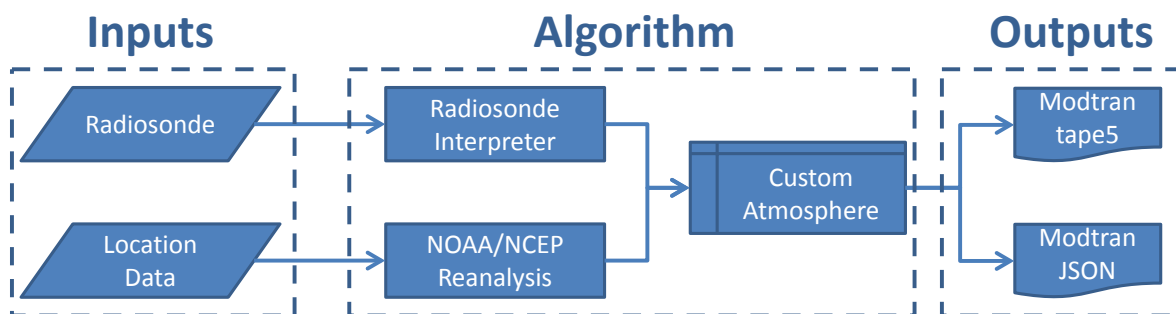 Inputs
Algorithm
Outputs
Radiosonde
Radiosonde
Interpreter
Custom
Atmosphere
Modtran
tape5
Location
Data
NOAA/NCEP
Reanalysis
Modtran
JSON